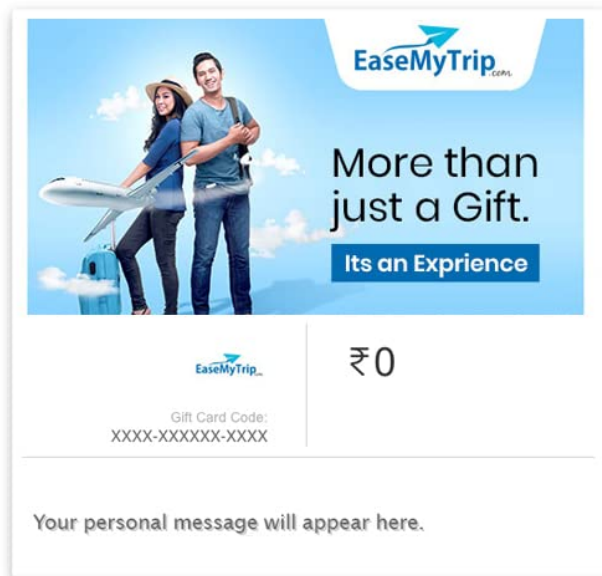 EaseMyTrip
.com
More than
just a Gift.
Its an Exprience
EaseMyTrip
₹0
Gift Card Code:
XXXX-XXXXXX-XXXX
Your personal message will appear here.